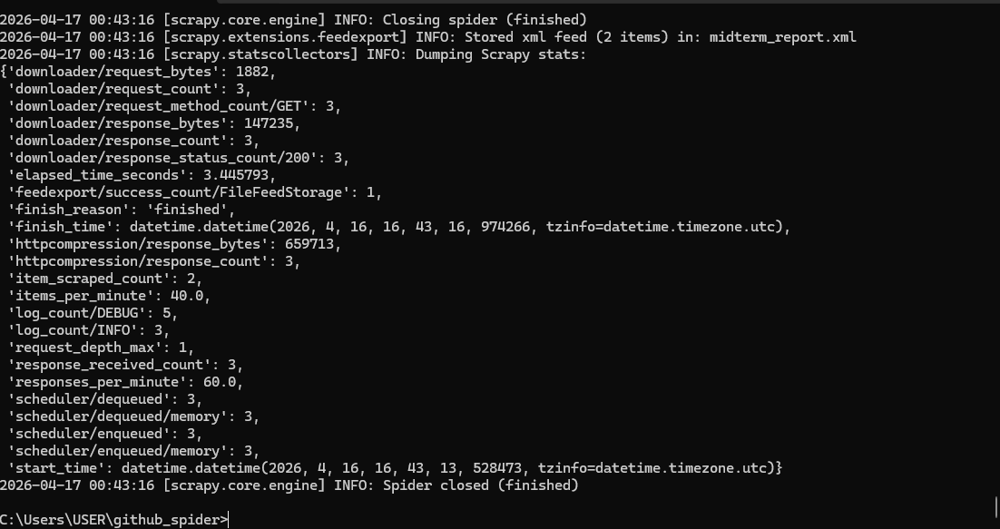 2026-04-17 00:43:16 [scrapy.core.engine] INFO: Closing spider (finished)
2026-04-17 00:43:16 [scrapy.extensions.feedexport] INFO: Stored xml feed (2 items) in: midterm_report.xml
2026-04-17 00:43:16 [scrapy.statscollectors] INFO: Dumping Scrapy stats:
{'downloader/request_bytes': 1882,
 'downloader/request_count': 3,
 'downloader/request_method_count/GET': 3,
 'downloader/response_bytes': 147235,
 'downloader/response_count': 3,
 'downloader/response_status_count/200': 3,
 'elapsed_time_seconds': 3.445793,
 'feedexport/success_count/FileFeedStorage': 1,
 'finish_reason': 'finished',
 'finish_time': datetime.datetime(2026, 4, 16, 16, 43, 16, 974266, tzinfo=datetime.timezone.utc),
 'httpcompression/response_bytes': 659713,
 'httpcompression/response_count': 3,
 'item_scraped_count': 2,
 'items_per_minute': 40.0,
 'log_count/DEBUG': 5,
 'log_count/INFO': 3,
 'request_depth_max': 1,
 'response_received_count': 3,
 'responses_per_minute': 60.0,
 'scheduler/dequeued': 3,
 'scheduler/dequeued/memory': 3,
 'scheduler/enqueued': 3,
 'scheduler/enqueued/memory': 3,
 'start_time': datetime.datetime(2026, 4, 16, 16, 43, 13, 528473, tzinfo=datetime.timezone.utc)}
2026-04-17 00:43:16 [scrapy.core.engine] INFO: Spider closed (finished)
C:\Users\USER\github_spider>